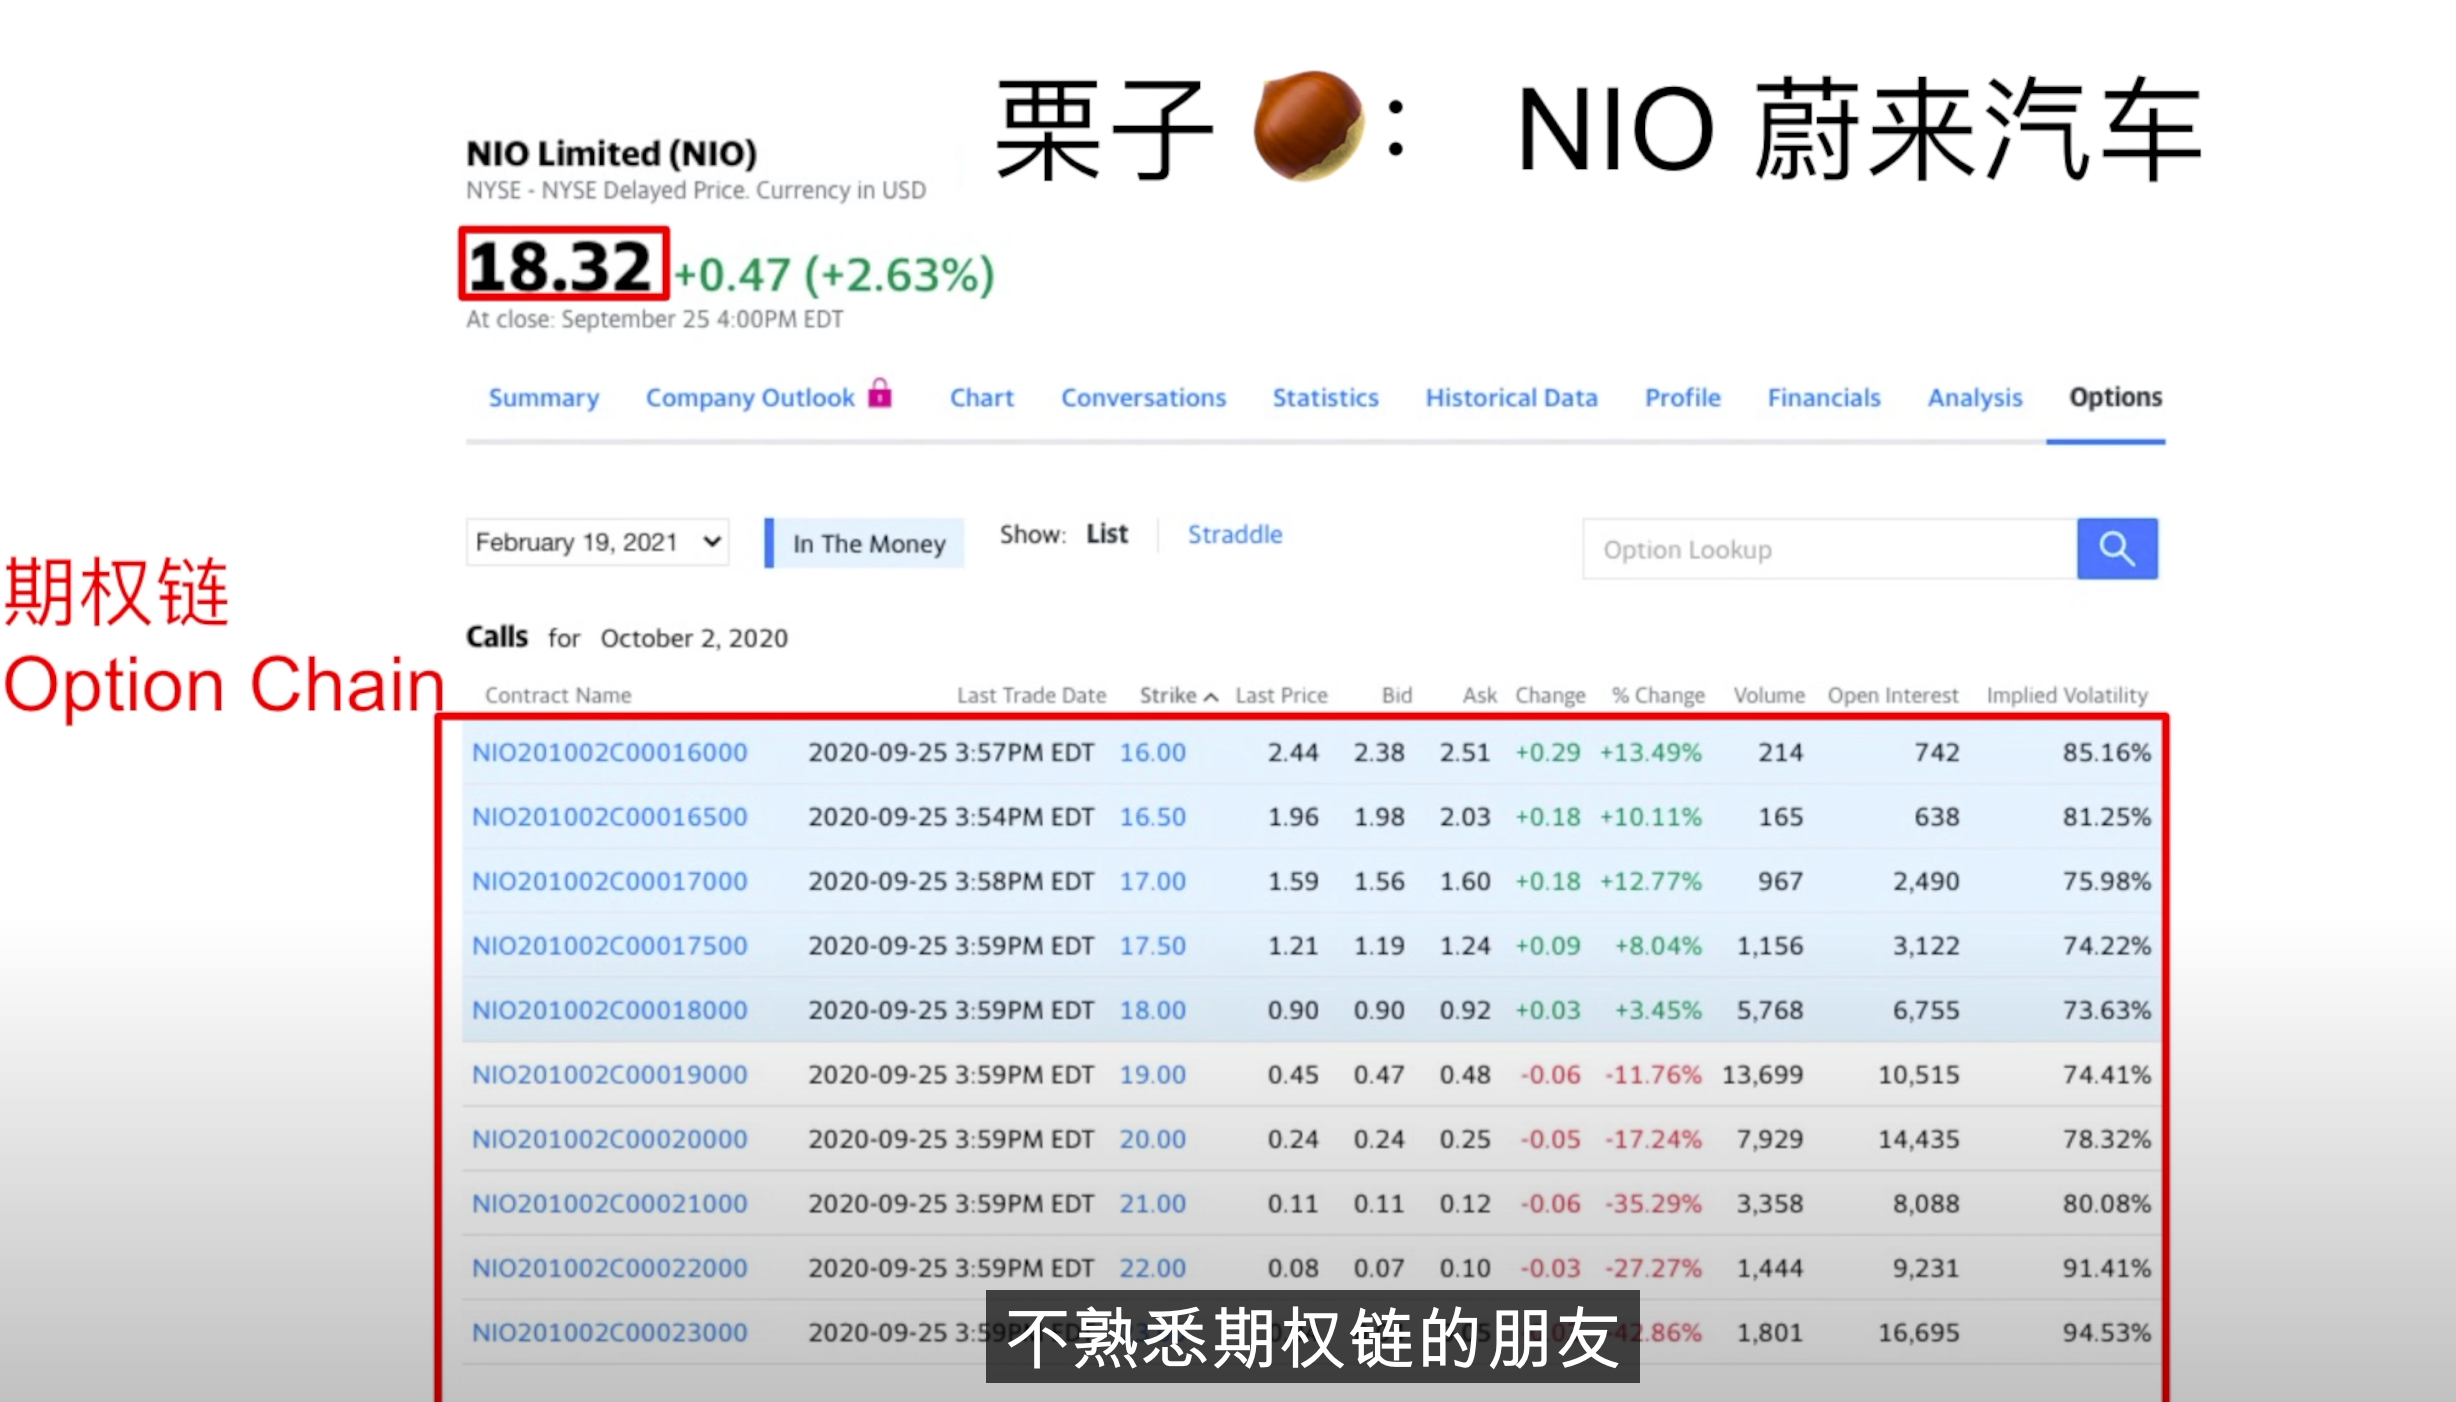 栗子 : NIO 蔚来汽车
NIO Limited (NIO)
NYSE - NYSE Delayed Price. Currency in USD
18.32 +0.47 (+2.63%)
At close: September 25 4:00PM EDT
Summary Company Outlook Chart Conversations Statistics Historical Data Profile Financials Analysis Options
February 19, 2021 In The Money Show: List Straddle Option Lookup
期权链
Option Chain
Calls for October 2, 2020
Contract Name Last Trade Date Strike Last Price Bid Ask Change % Change Volume Open Interest Implied Volatility
NIO201002C00016000 2020-09-25 3:57PM EDT 16.00 2.44 2.38 2.51 +0.29 +13.49% 214 742 85.16%
NIO201002C00016500 2020-09-25 3:54PM EDT 16.50 1.96 1.98 2.03 +0.18 +10.11% 165 638 81.25%
NIO201002C00017000 2020-09-25 3:58PM EDT 17.00 1.59 1.56 1.60 +0.18 +12.77% 967 2,490 75.98%
NIO201002C00017500 2020-09-25 3:59PM EDT 17.50 1.21 1.19 1.24 +0.09 +8.04% 1,156 3,122 74.22%
NIO201002C00018000 2020-09-25 3:59PM EDT 18.00 0.90 0.90 0.92 +0.03 +3.45% 5,768 6,755 73.63%
NIO201002C00019000 2020-09-25 3:59PM EDT 19.00 0.45 0.47 0.48 -0.06 -11.76% 13,699 10,515 74.41%
NIO201002C00020000 2020-09-25 3:59PM EDT 20.00 0.24 0.24 0.25 -0.05 -17.24% 7,929 14,435 78.32%
NIO201002C00021000 2020-09-25 3:59PM EDT 21.00 0.11 0.11 0.12 -0.06 -35.29% 3,358 8,088 80.08%
NIO201002C00022000 2020-09-25 3:59PM EDT 22.00 0.08 0.07 0.10 -0.03 -27.27% 1,444 9,231 91.41%
NIO201002C00023000 2020-09-25 1,801 16,695 94.53%
不熟悉期权链的朋友